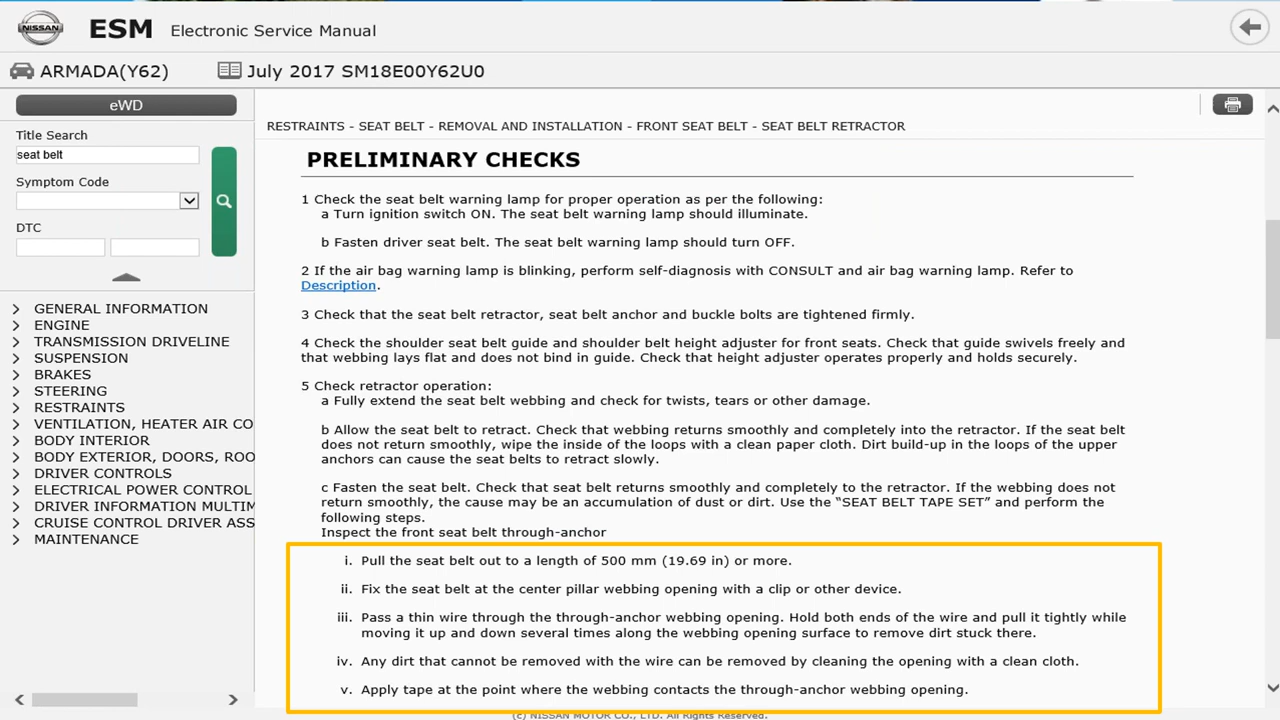 NISSAN
ESM Electronic Service Manual
ARMADA(Y62) July 2017 SM18E00Y62U0
eWD
Title Search
seat belt
Symptom Code
DTC
GENERAL INFORMATION
ENGINE
TRANSMISSION DRIVELINE
SUSPENSION
BRAKES
STEERING
RESTRAINTS
VENTILATION, HEATER AIR CO
BODY INTERIOR
BODY EXTERIOR, DOORS, ROO
DRIVER CONTROLS
ELECTRICAL POWER CONTROL
DRIVER INFORMATION MULTIM
CRUISE CONTROL DRIVER ASS
MAINTENANCE
RESTRAINTS - SEAT BELT - REMOVAL AND INSTALLATION - FRONT SEAT BELT - SEAT BELT RETRACTOR
PRELIMINARY CHECKS
1 Check the seat belt warning lamp for proper operation as per the following:
a Turn ignition switch ON. The seat belt warning lamp should illuminate.
b Fasten driver seat belt. The seat belt warning lamp should turn OFF.
2 If the air bag warning lamp is blinking, perform self-diagnosis with CONSULT and air bag warning lamp. Refer to
Description.
3 Check that the seat belt retractor, seat belt anchor and buckle bolts are tightened firmly.
4 Check the shoulder seat belt guide and shoulder belt height adjuster for front seats. Check that guide swivels freely and
that webbing lays flat and does not bind in guide. Check that height adjuster operates properly and holds securely.
5 Check retractor operation:
a Fully extend the seat belt webbing and check for twists, tears or other damage.
b Allow the seat belt to retract. Check that webbing returns smoothly and completely into the retractor. If the seat belt
does not return smoothly, wipe the inside of the loops with a clean paper cloth. Dirt build-up in the loops of the upper
anchors can cause the seat belts to retract slowly.
c Fasten the seat belt. Check that seat belt returns smoothly and completely to the retractor. If the webbing does not
return smoothly, the cause may be an accumulation of dust or dirt. Use the “SEAT BELT TAPE SET” and perform the
following steps.
Inspect the front seat belt through-anchor
i. Pull the seat belt out to a length of 500 mm (19.69 in) or more.
ii. Fix the seat belt at the center pillar webbing opening with a clip or other device.
iii. Pass a thin wire through the through-anchor webbing opening. Hold both ends of the wire and pull it tightly while
moving it up and down several times along the webbing opening surface to remove dirt stuck there.
iv. Any dirt that cannot be removed with the wire can be removed by cleaning the opening with a clean cloth.
v. Apply tape at the point where the webbing contacts the through-anchor webbing opening.
(c) NISSAN MOTOR CO., LTD. All Rights Reserved.